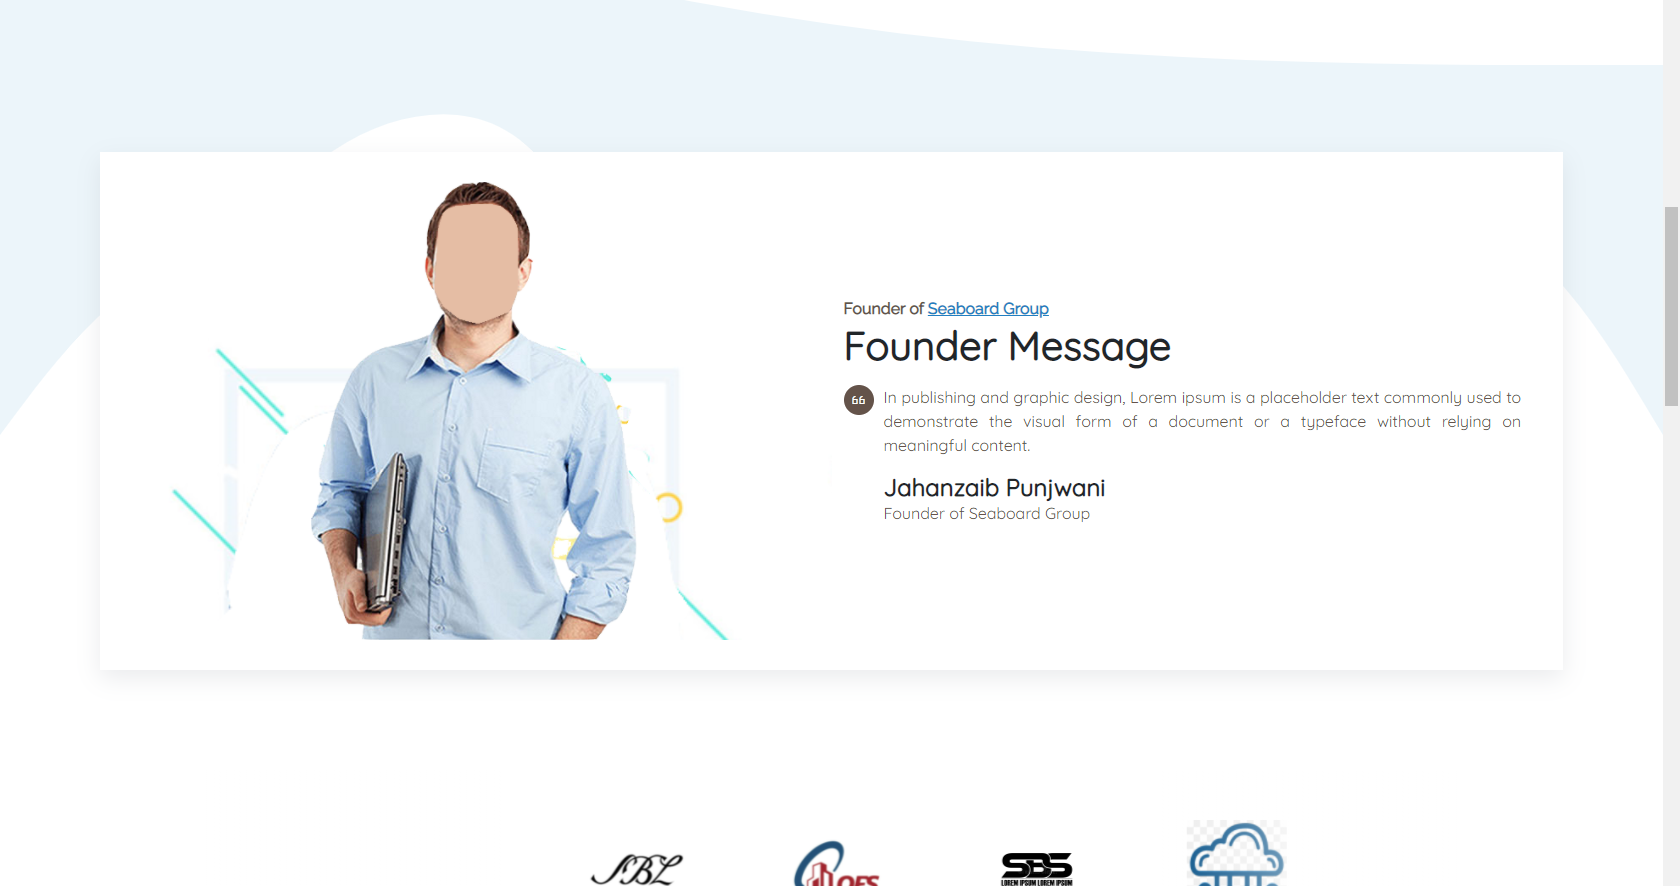 Founder of Seaboard Group
Founder Message
In publishing and graphic design, Lorem ipsum is a placeholder text commonly used to
demonstrate the visual form of a document or a typeface without relying on
meaningful content.
Jahanzaib Punjwani
Founder of Seaboard Group
SBS
LOREM IPSUM LOREM IPSUM